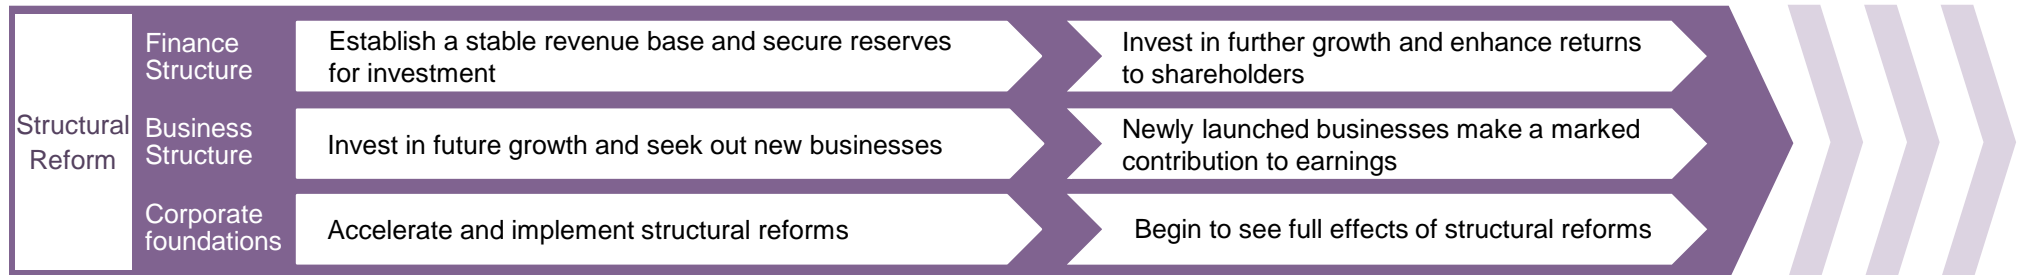 Structural
Reform
Finance
Structure
Establish a stable revenue base and secure reserves
for investment
Invest in further growth and enhance returns
to shareholders
Business
Structure
Invest in future growth and seek out new businesses
Newly launched businesses make a marked
contribution to earnings
Corporate
foundations
Accelerate and implement structural reforms
Begin to see full effects of structural reforms